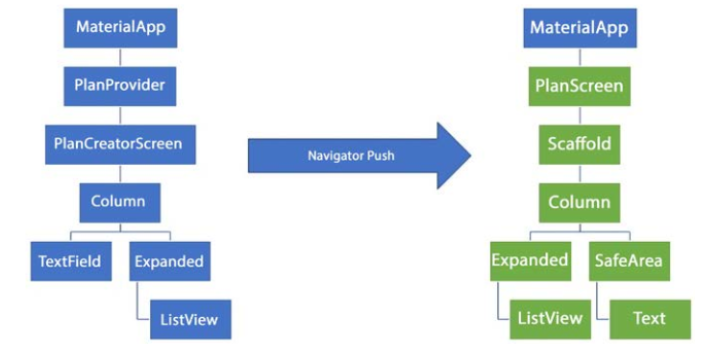 MaterialApp
PlanProvider
PlanCreatorScreen
Column
TextField
Expanded
ListView
Navigator Push
MaterialApp
PlanScreen
Scaffold
Column
Expanded
SafeArea
ListView
Text